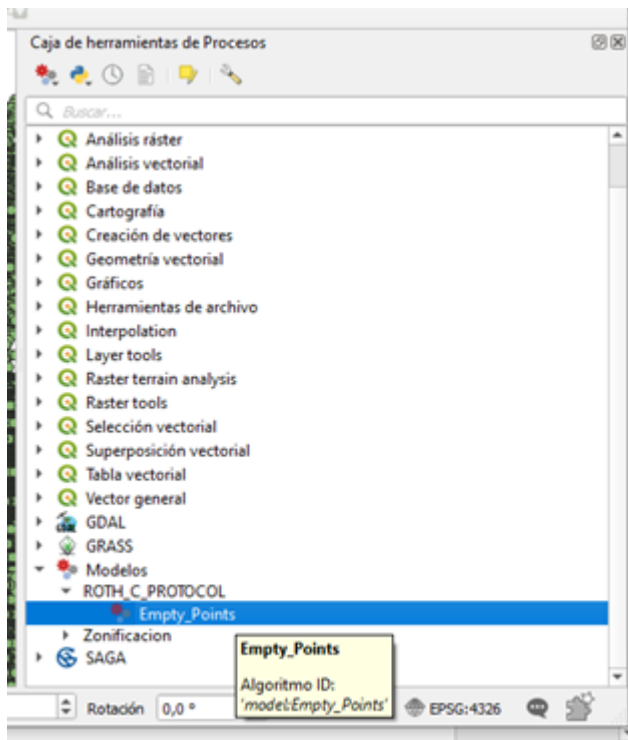 Caja de herramientas de Procesos
Buscar...
Análisis ráster
Análisis vectorial
Base de datos
Cartografía
Creación de vectores
Geometría vectorial
Gráficos
Herramientas de archivo
Interpolation
Layer tools
Raster terrain analysis
Raster tools
Selección vectorial
Superposición vectorial
Tabla vectorial
Vector general
GDAL
GRASS
Modelos
ROTH_C_PROTOCOL
Empty_Points
Zonificacion
SAGA
Empty_Points
Algoritmo ID:
'model:Empty_Points'
Rotación 0,0 ° EPSG:4326